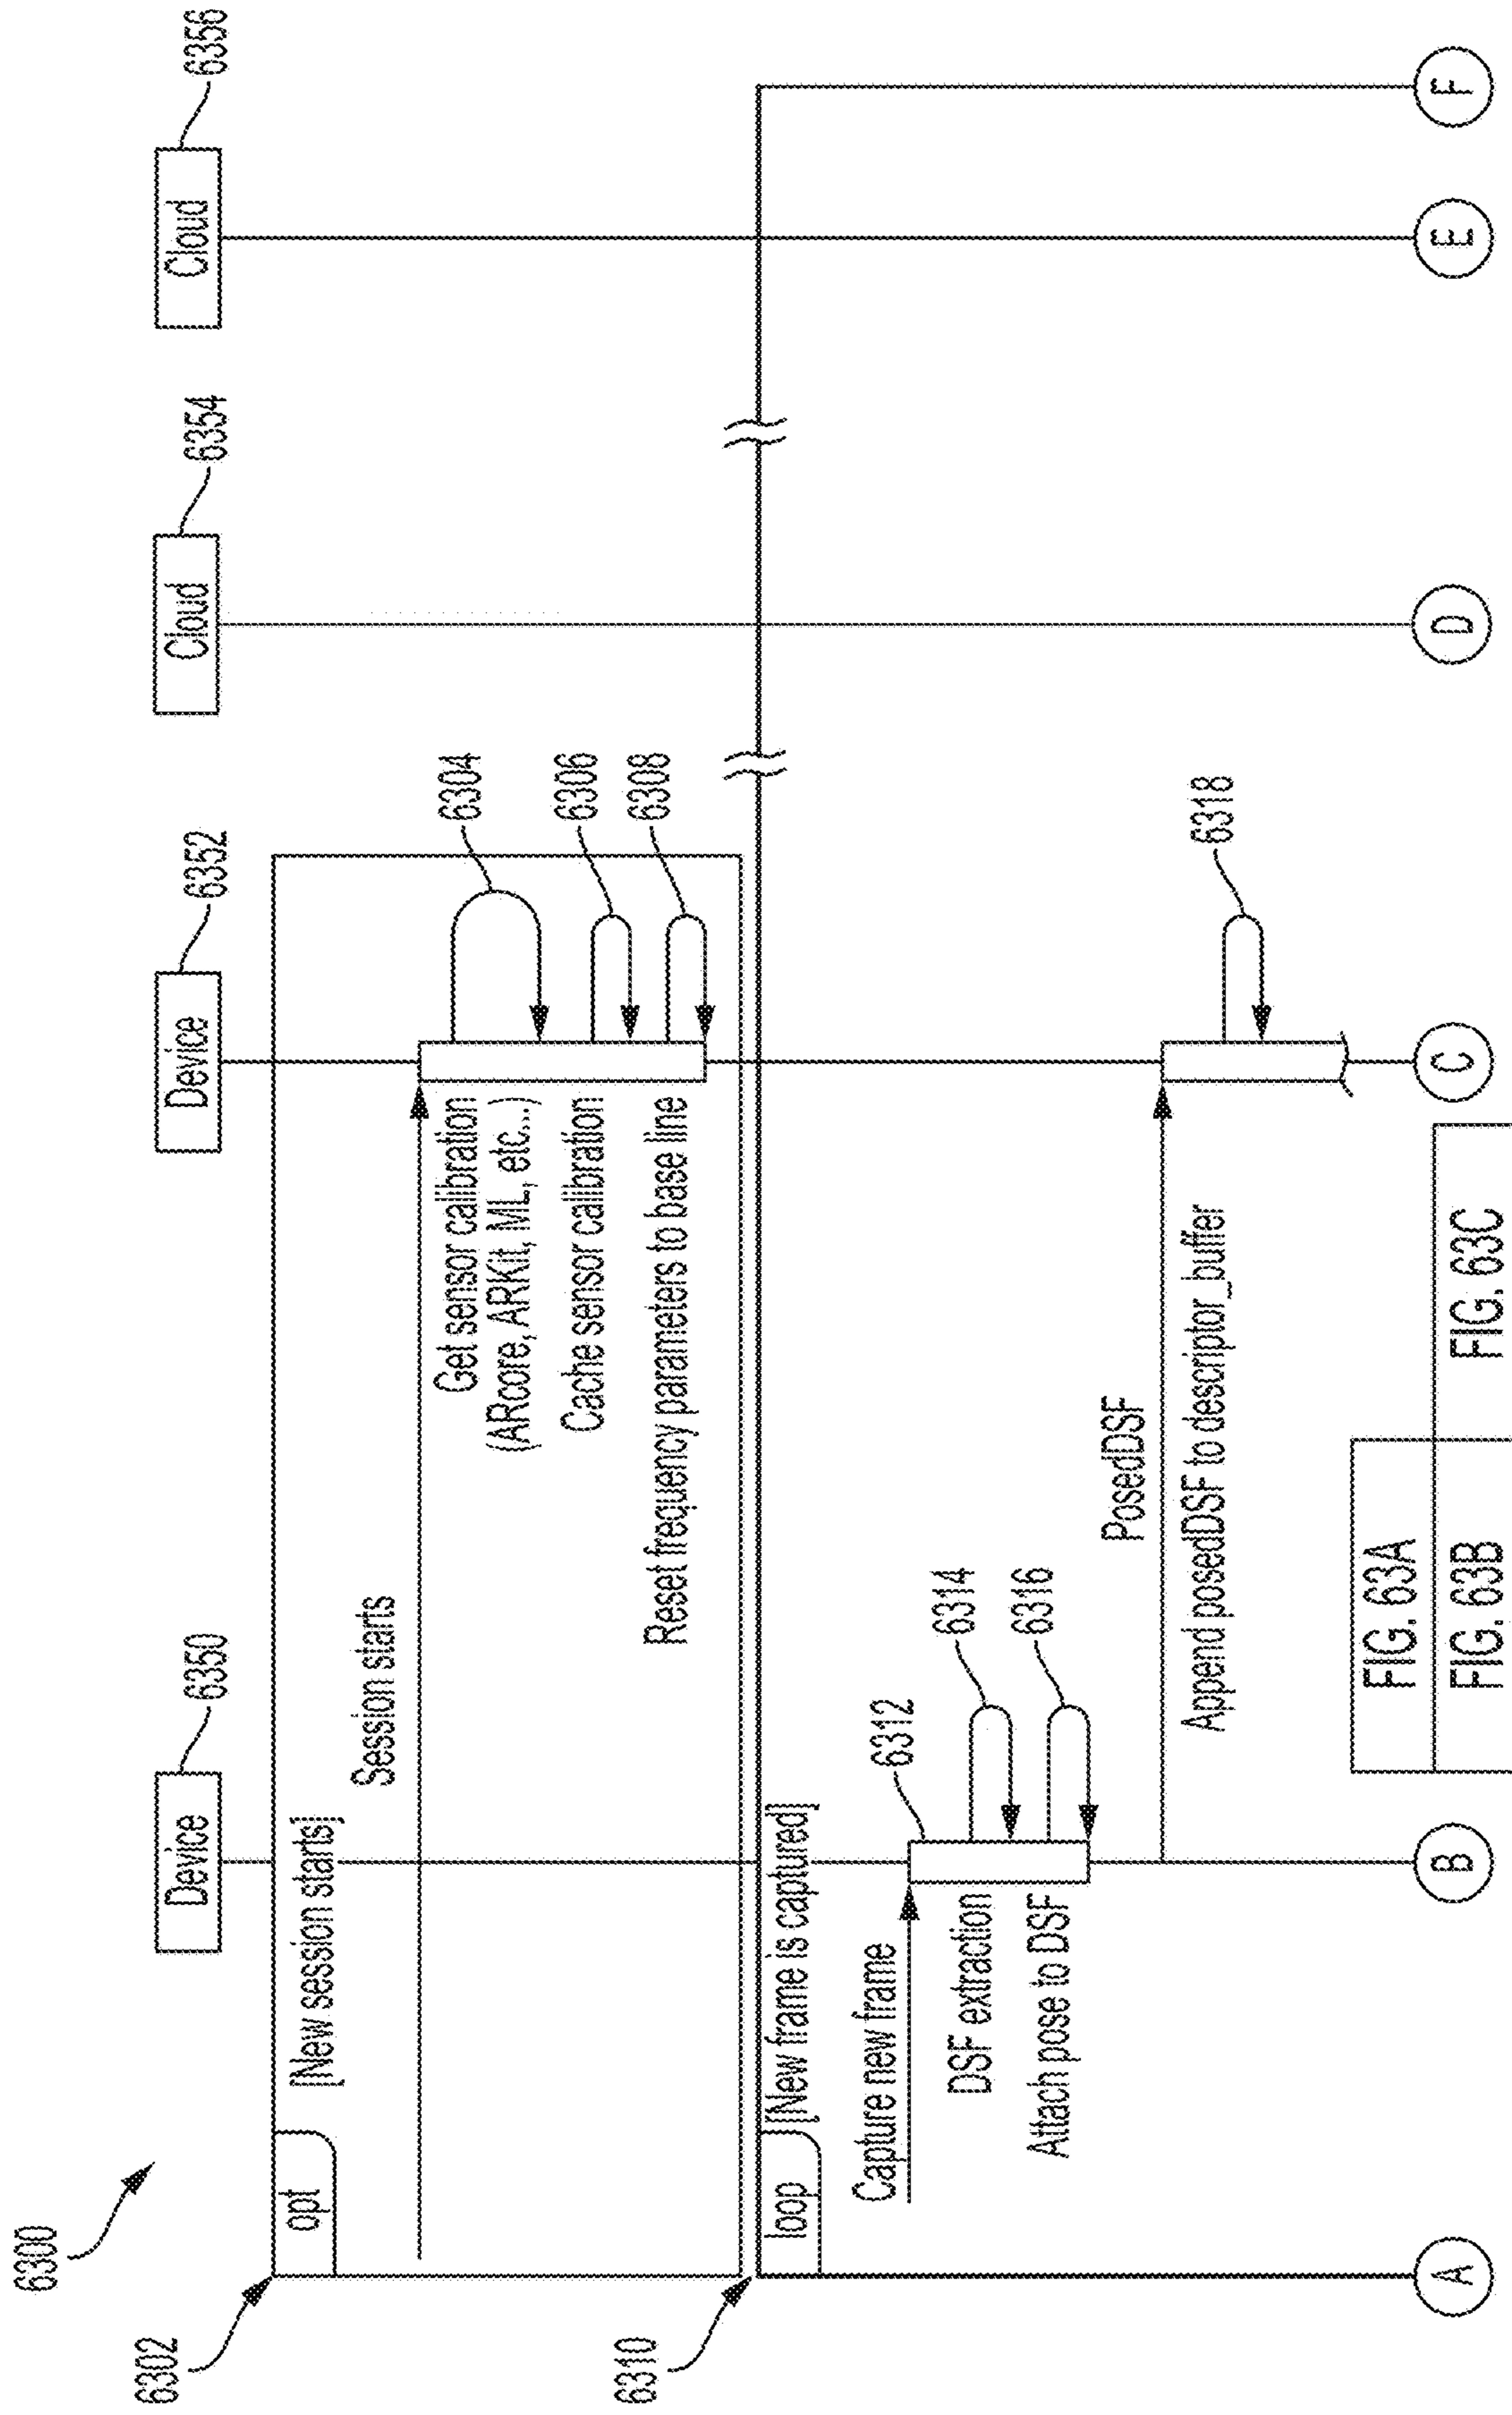 6300
6302
Device
6350
Device
6352
Cloud
6354
Cloud
6356
opt
[New session starts]
Session starts
Get sensor calibration
(ARcore, ARKit, ML, etc...)
6304
Cache sensor calibration
6306
Reset frequency parameters to base line
6308
6310
loop
[New frame is captured]
Capture new frame
6312
DSF extraction
6314
Attach pose to DSF
6316
PosedDSF
Append posedDSF to descriptor_buffer
6318
A
B
C
D
E
F
FIG. 63A
FIG. 63B
FIG. 63C